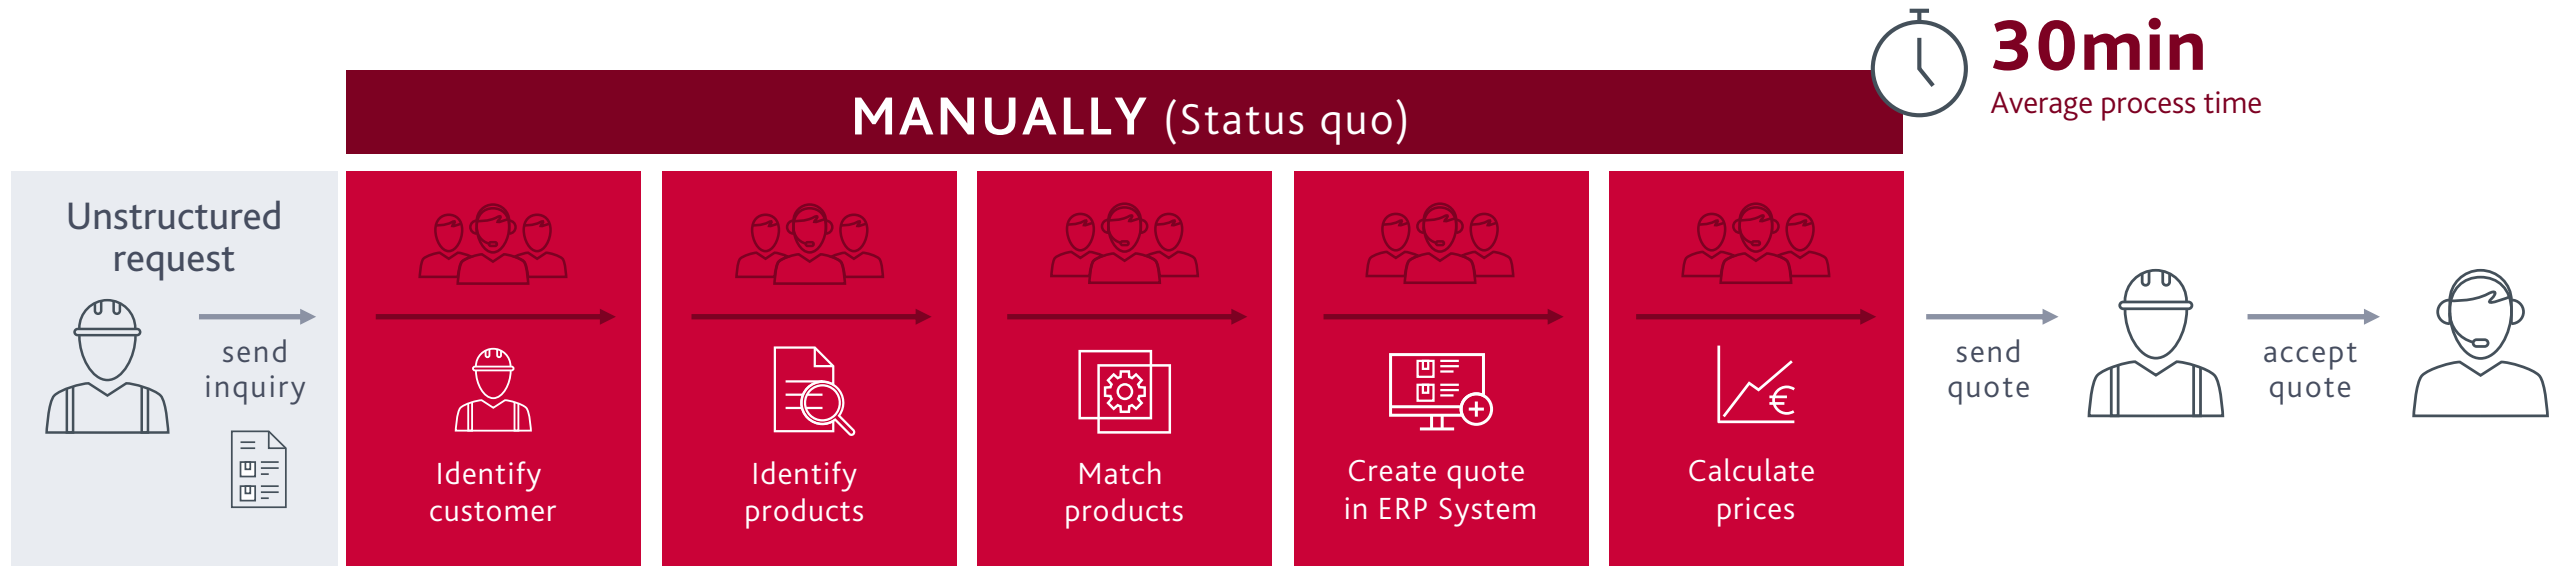 30min
Average process time
MANUALLY (Status quo)
Unstructured
request
send
inquiry
Identify
customer
Identify
products
Match
products
Create quote
in ERP System
€
Calculate
prices
send
quote
accept
quote